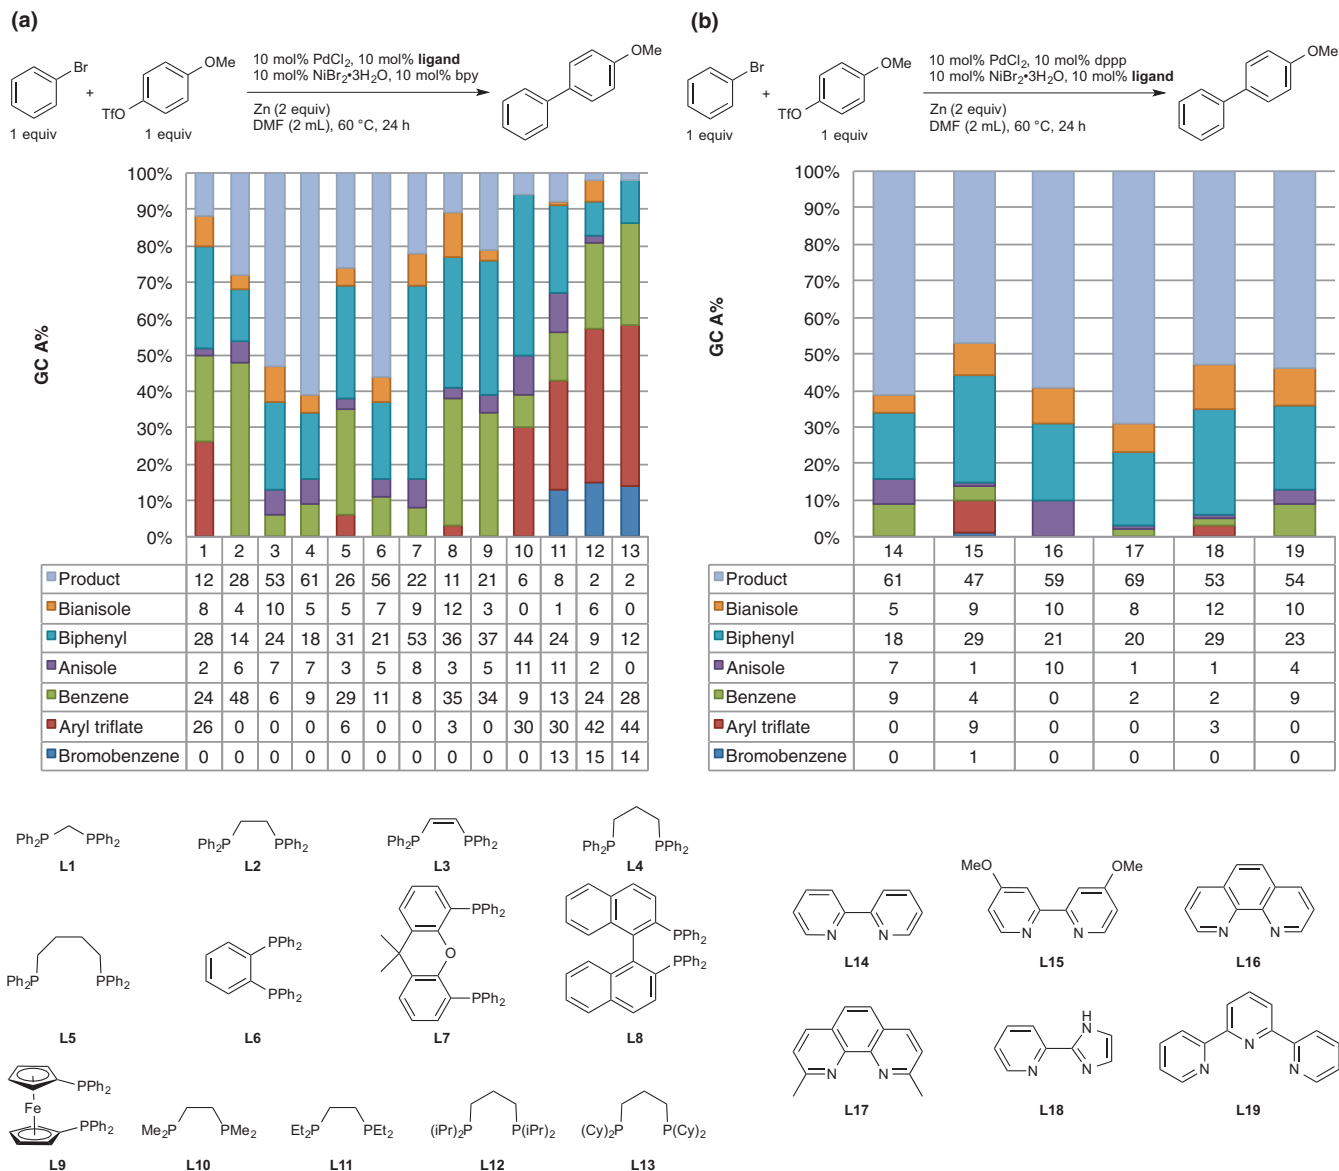 (a)
Br
OMe
TfO
+
1 equiv
1 equiv
10 mol% PdCl2, 10 mol% ligand
10 mol% NiBr2•3H2O, 10 mol% bpy
Zn (2 equiv)
DMF (2 mL), 60 °C, 24 h
OMe
GC A%
100%
90%
80%
70%
60%
50%
40%
30%
20%
10%
0%
1 2 3 4 5 6 7 8 9 10 11 12 13
Product 12 28 53 61 26 56 22 11 21 6 8 2 2
Bianisole 8 4 10 5 5 7 9 12 3 0 1 6 0
Biphenyl 28 14 24 18 31 21 53 36 37 44 24 9 12
Anisole 2 6 7 7 3 5 8 3 5 11 11 2 0
Benzene 24 48 6 9 29 11 8 35 34 9 13 24 28
Aryl triflate 26 0 0 0 6 0 0 3 0 30 30 42 44
Bromobenzene 0 0 0 0 0 0 0 0 0 0 13 15 14
Ph2P PPh2
L1
Ph2P PPh2
L2
Ph2P PPh2
L3
Ph2P PPh2
L4
Ph2P PPh2
L5
PPh2
PPh2
L6
PPh2
O
PPh2
L7
PPh2
PPh2
L8
PPh2
Fe
PPh2
L9
Me2P PMe2
L10
Et2P PEt2
L11
(iPr)2P P(iPr)2
L12
(Cy)2P P(Cy)2
L13
(b)
Br
OMe
TfO
+
1 equiv
1 equiv
10 mol% PdCl2, 10 mol% dppp
10 mol% NiBr2•3H2O, 10 mol% ligand
Zn (2 equiv)
DMF (2 mL), 60 °C, 24 h
OMe
GC A%
100%
90%
80%
70%
60%
50%
40%
30%
20%
10%
0%
14 15 16 17 18 19
Product 61 47 59 69 53 54
Bianisole 5 9 10 8 12 10
Biphenyl 18 29 21 20 29 23
Anisole 7 1 10 1 1 4
Benzene 9 4 0 2 2 9
Aryl triflate 0 9 0 0 3 0
Bromobenzene 0 1 0 0 0 0
N N
L14
MeO OMe
N N
L15
N N
L16
N N
L17
H
N
N N
L18
N N N
L19